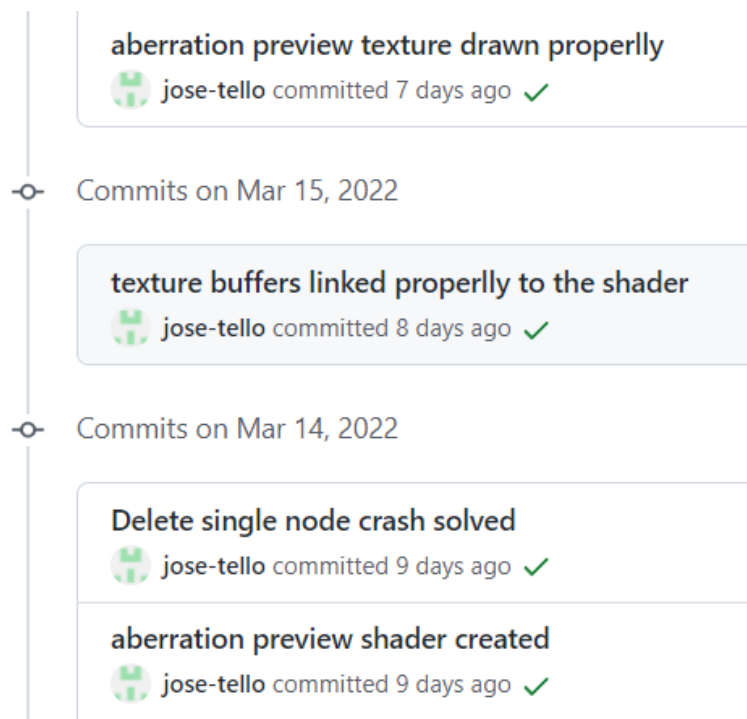 aberration preview texture drawn properlly
jose-tello committed 7 days ago
Commits on Mar 15, 2022
texture buffers linked properlly to the shader
jose-tello committed 8 days ago
Commits on Mar 14, 2022
Delete single node crash solved
jose-tello committed 9 days ago
aberration preview shader created
jose-tello committed 9 days ago